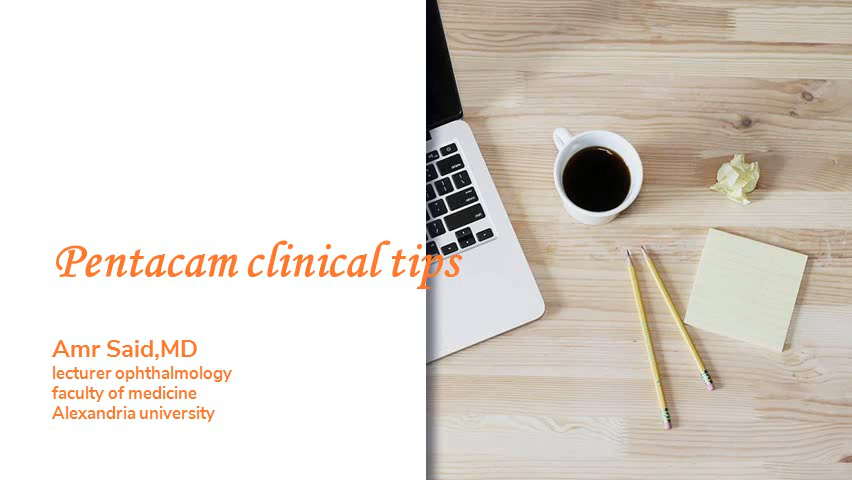 Pentacam clinical tips
Amr Said,MD
lecturer ophthalmology
faculty of medicine
Alexandria university